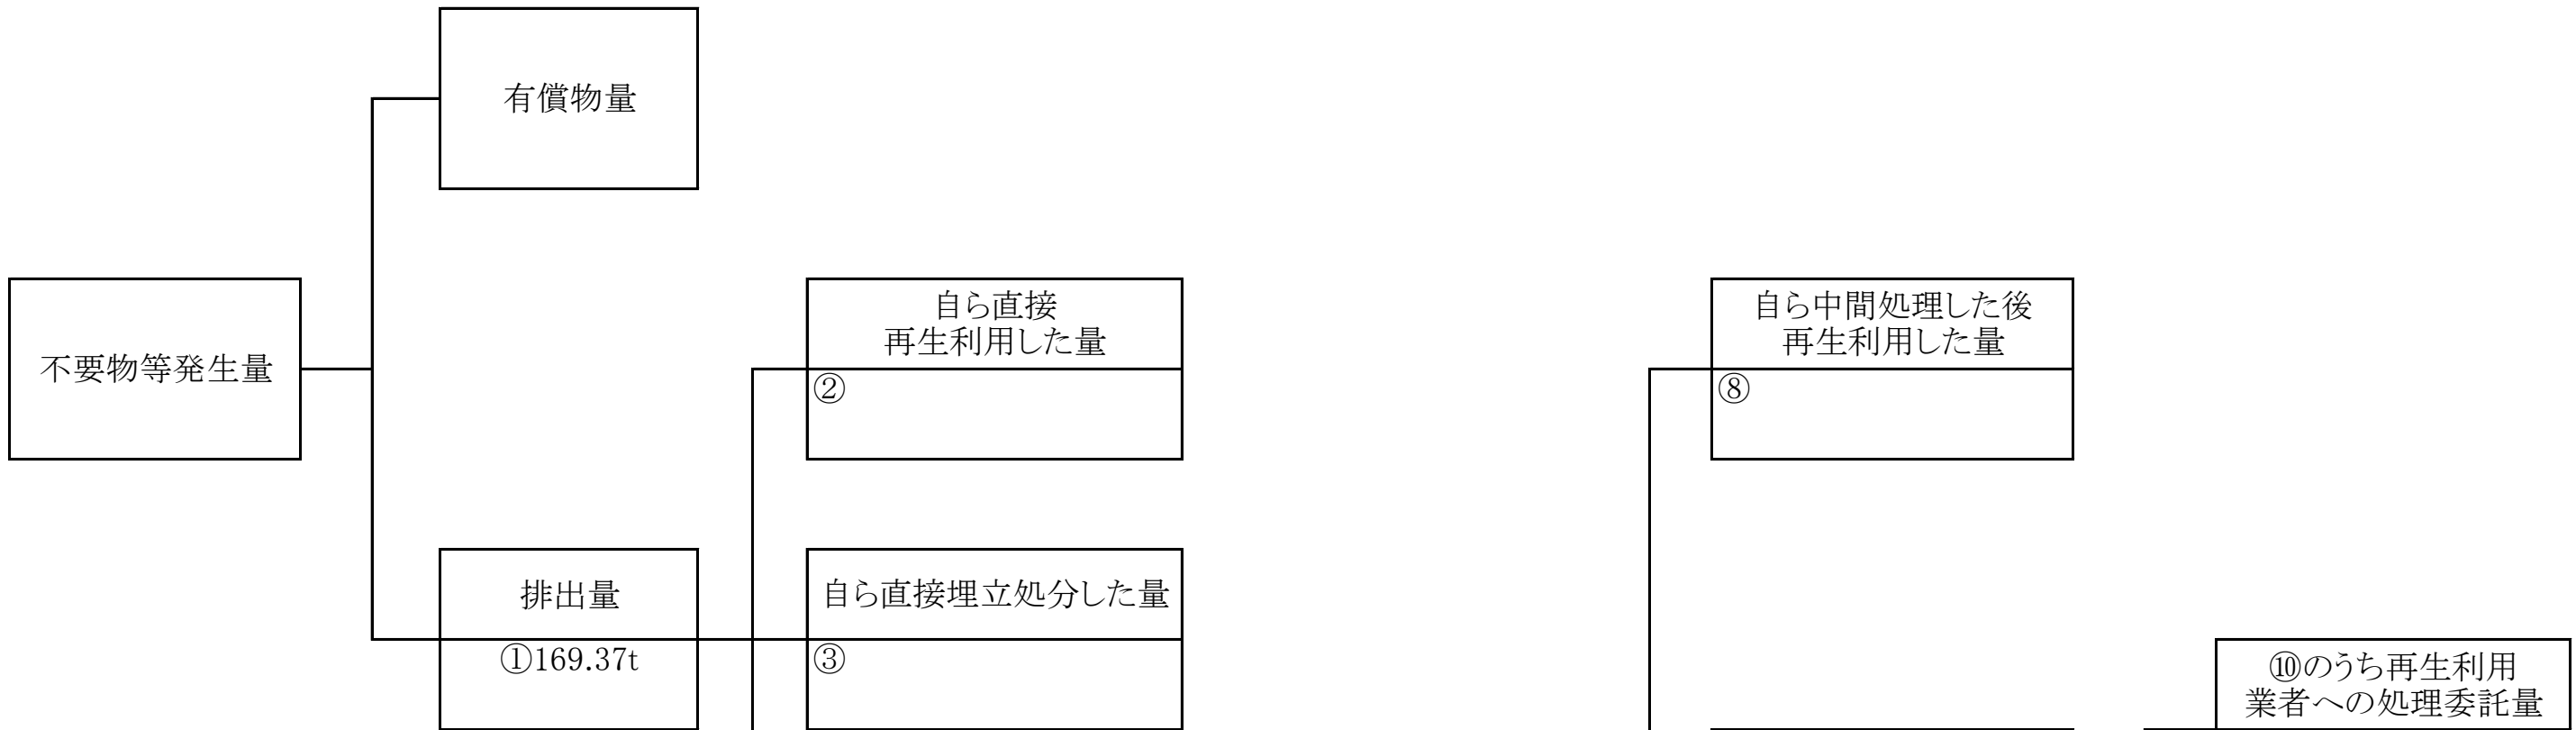 有償物量
不要物等発生量
自ら直接
再生利用した量
②
自ら中間処理した後
再生利用した量
⑧
排出量
①169.37t
自ら直接埋立処分した量
③
⑩のうち再生利用
業者への処理委託量